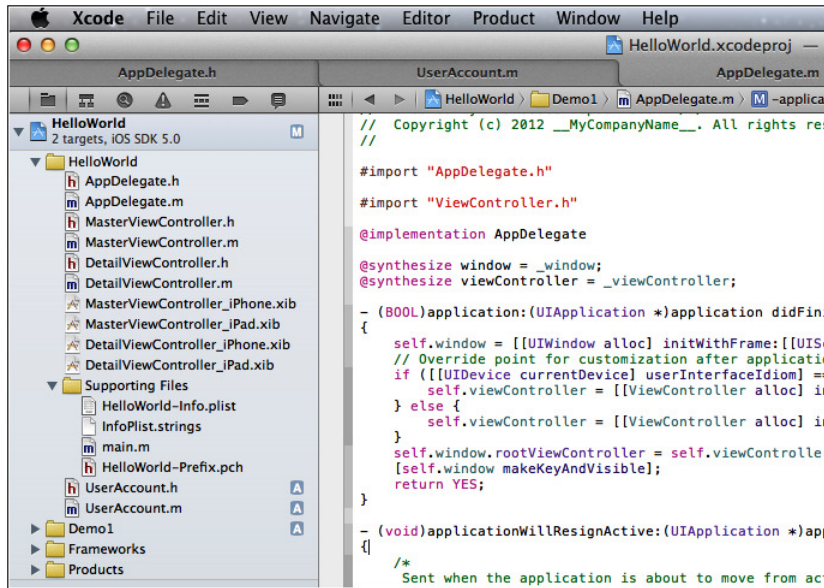 Xcode File Edit View Navigate Editor Product Window Help
HelloWorld.xcodeproj —
AppDelegate.h UserAccount.m AppDelegate.m
HelloWorld Demo1 m AppDelegate.m M -applica
HelloWorld M
2 targets, iOS SDK 5.0
HelloWorld
h AppDelegate.h
m AppDelegate.m
h MasterViewController.h
m MasterViewController.m
h DetailViewController.h
m DetailViewController.m
MasterViewController_iPhone.xib
MasterViewController_iPad.xib
DetailViewController_iPhone.xib
DetailViewController_iPad.xib
Supporting Files
HelloWorld-Info.plist
InfoPlist.strings
m main.m
h HelloWorld-Prefix.pch
h UserAccount.h A
m UserAccount.m A
Demo1 A
Frameworks
Products
// Copyright (c) 2012 __MyCompanyName__. All rights res
//
#import "AppDelegate.h"
#import "ViewController.h"
@implementation AppDelegate
@synthesize window = _window;
@synthesize viewController = _viewController;
- (BOOL)application:(UIApplication *)application didFini
{
self.window = [[UIWindow alloc] initWithFrame:[[UISc
// Override point for customization after applicatio
if ([[UIDevice currentDevice] userInterfaceIdiom] ==
self.viewController = [[ViewController alloc] in
} else {
self.viewController = [[ViewController alloc] in
}
self.window.rootViewController = self.viewControlle
[self.window makeKeyAndVisible];
return YES;
}
- (void)applicationWillResignActive:(UIApplication *)app
{
/*
Sent when the application is about to move from act